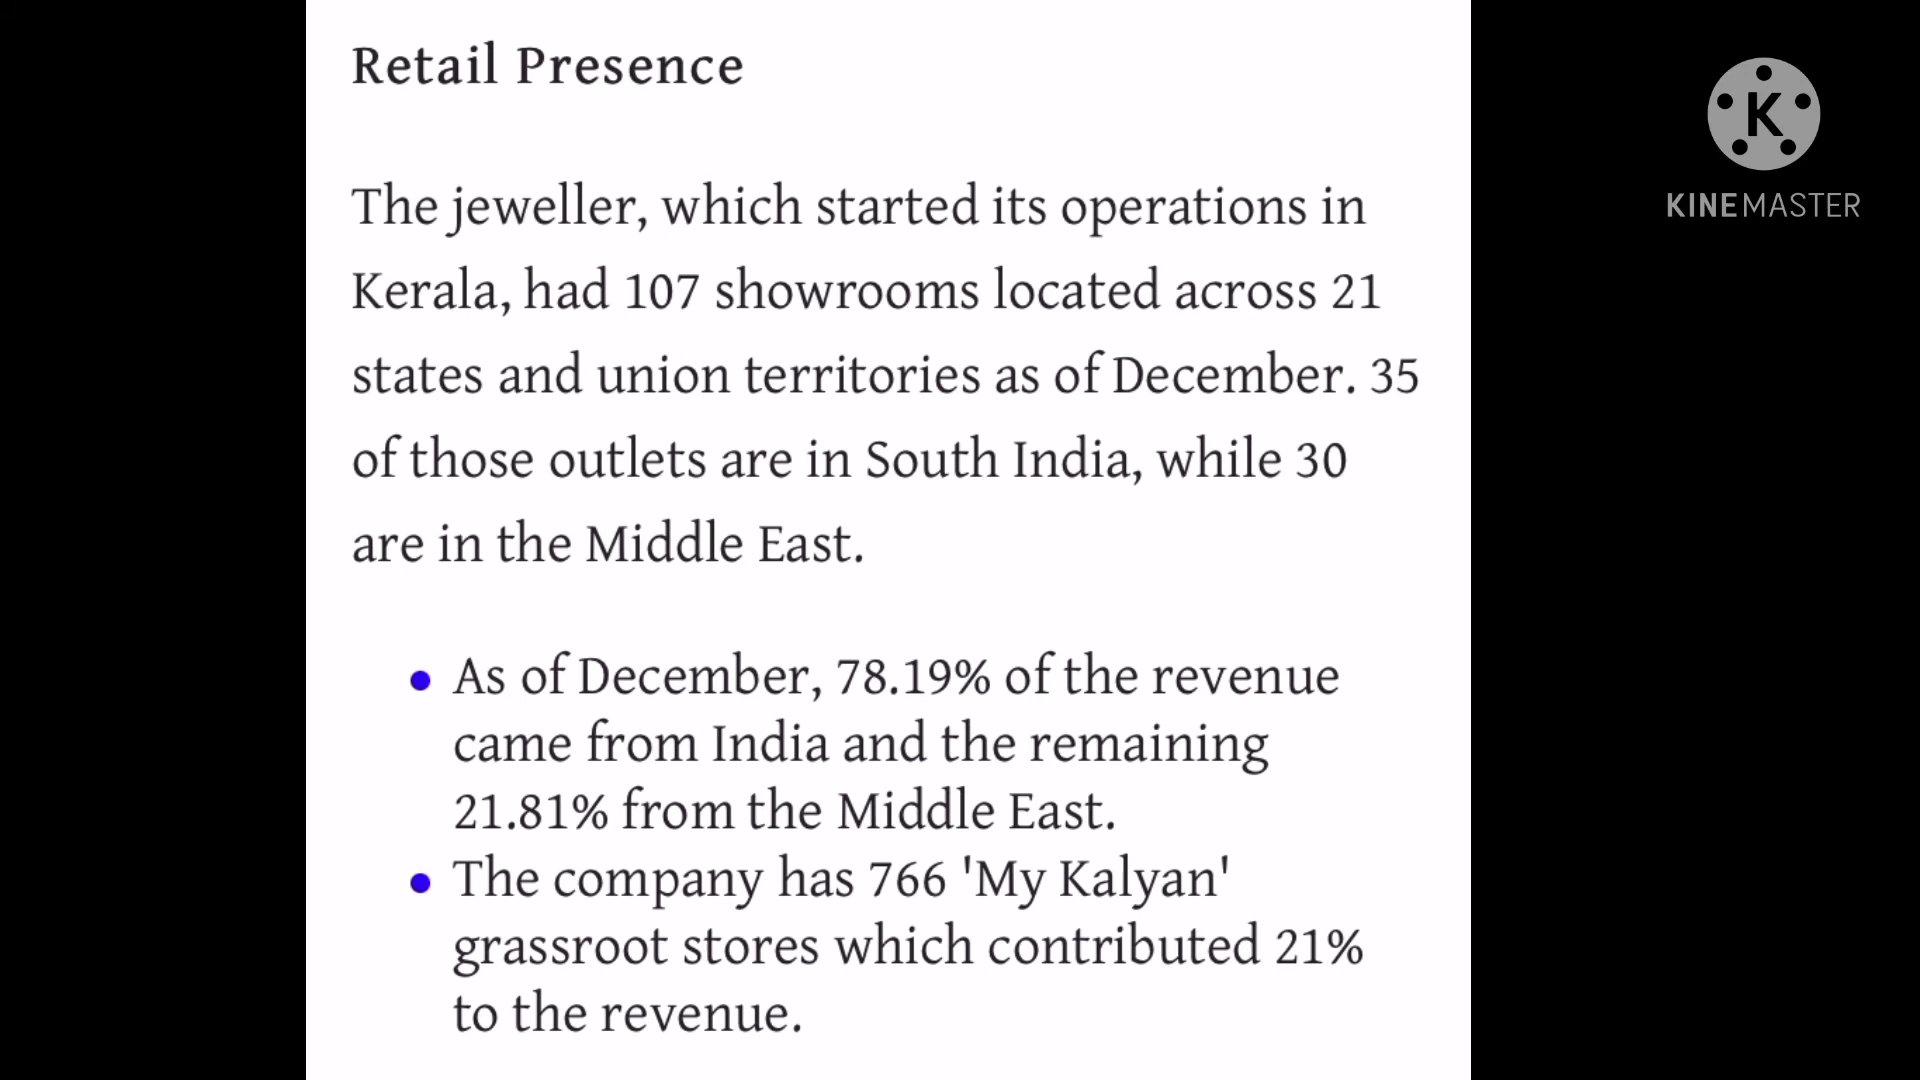 Retail Presence
The jeweller, which started its operations in
Kerala, had 107 showrooms located across 21
states and union territories as of December. 35
of those outlets are in South India, while 30
are in the Middle East.
As of December, 78.19% of the revenue
came from India and the remaining
21.81% from the Middle East.
The company has 766 'My Kalyan'
grassroot stores which contributed 21%
to the revenue.
K
KINEMASTER